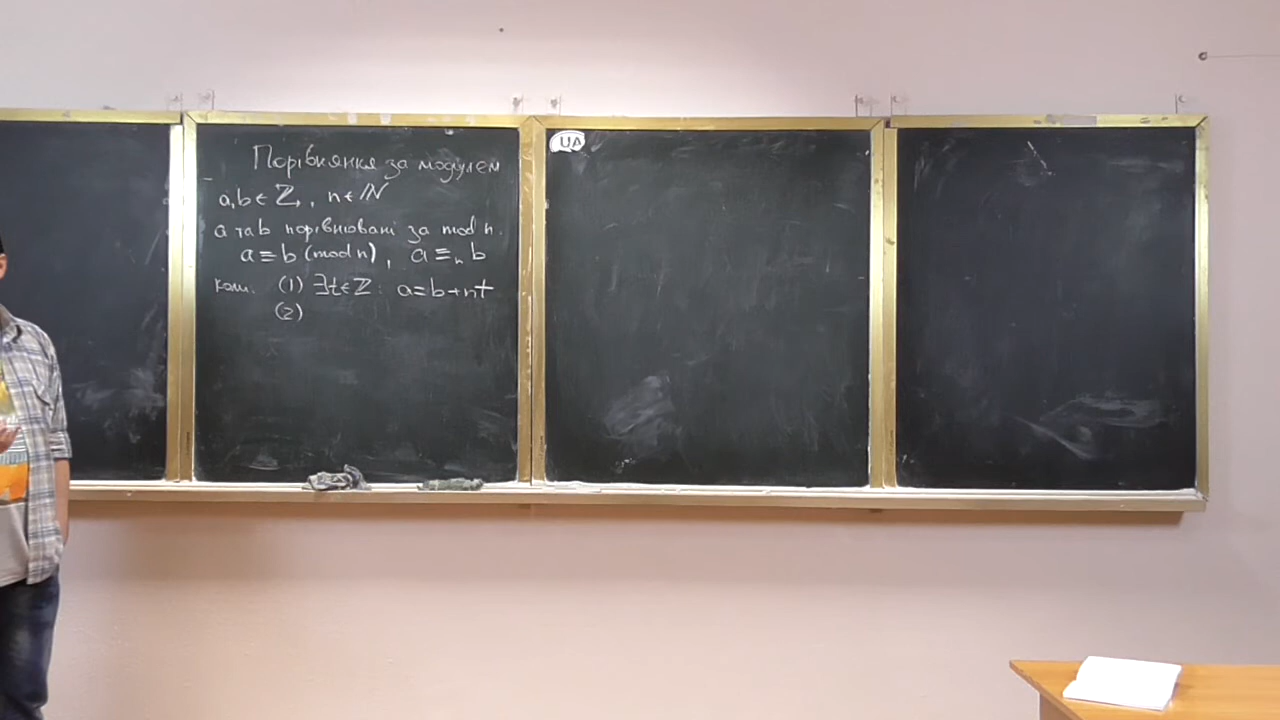 Порівняння за модулем
a, b ∈ ℤ, n ∈ ℕ
a та b порівнювані за mod n.
a ≡ b (mod n), a ≡ₙ b
коли: (1) ∃t ∈ ℤ: a = b + nt
(2)
UA